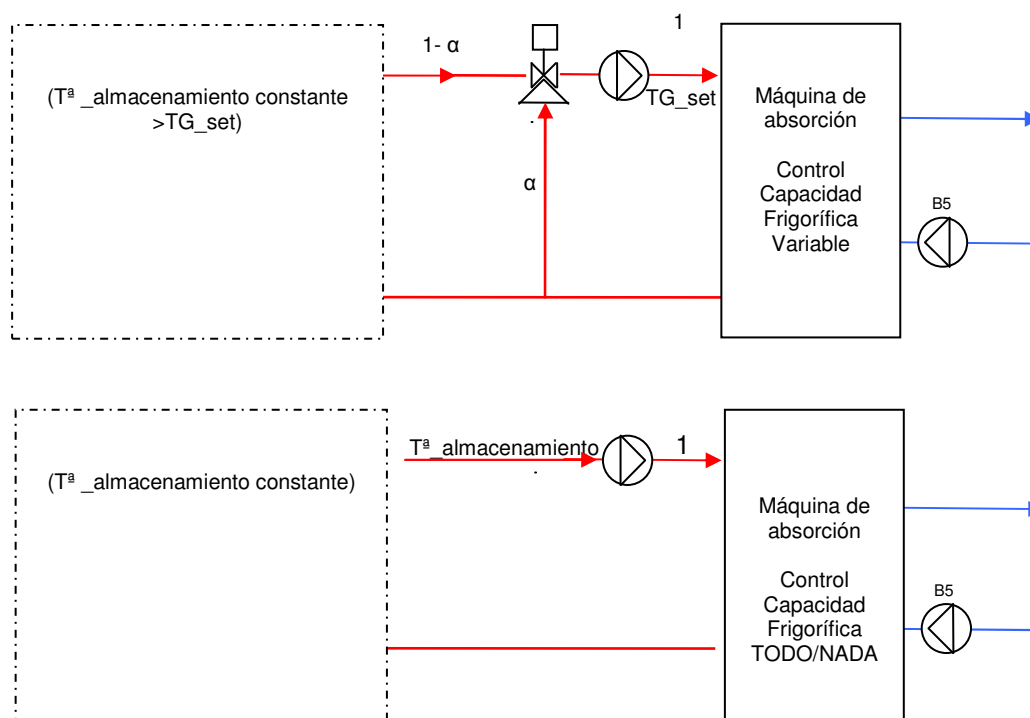 1- α
1
(Tª _almacenamiento constante
>TG_set)
TG_set
Máquina de
absorción
α
Control
Capacidad
Frigorífica
Variable
B5
Tª_almacenamiento
1
(Tª _almacenamiento constante)
Máquina de
absorción
Control
Capacidad
Frigorífica
TODO/NADA
B5